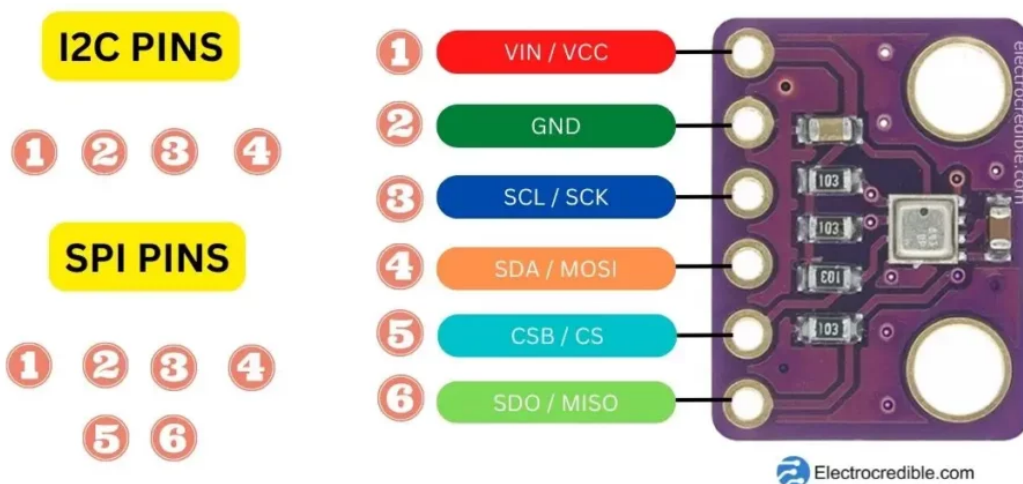 I2C PINS
1 2 3 4
SPI PINS
1 2 3 4
5 6
1 VIN / VCC
2 GND
3 SCL / SCK
4 SDA / MOSI
5 CSB / CS
6 SDO / MISO
103
103
103
103
electrocredible.com
Electrocredible.com